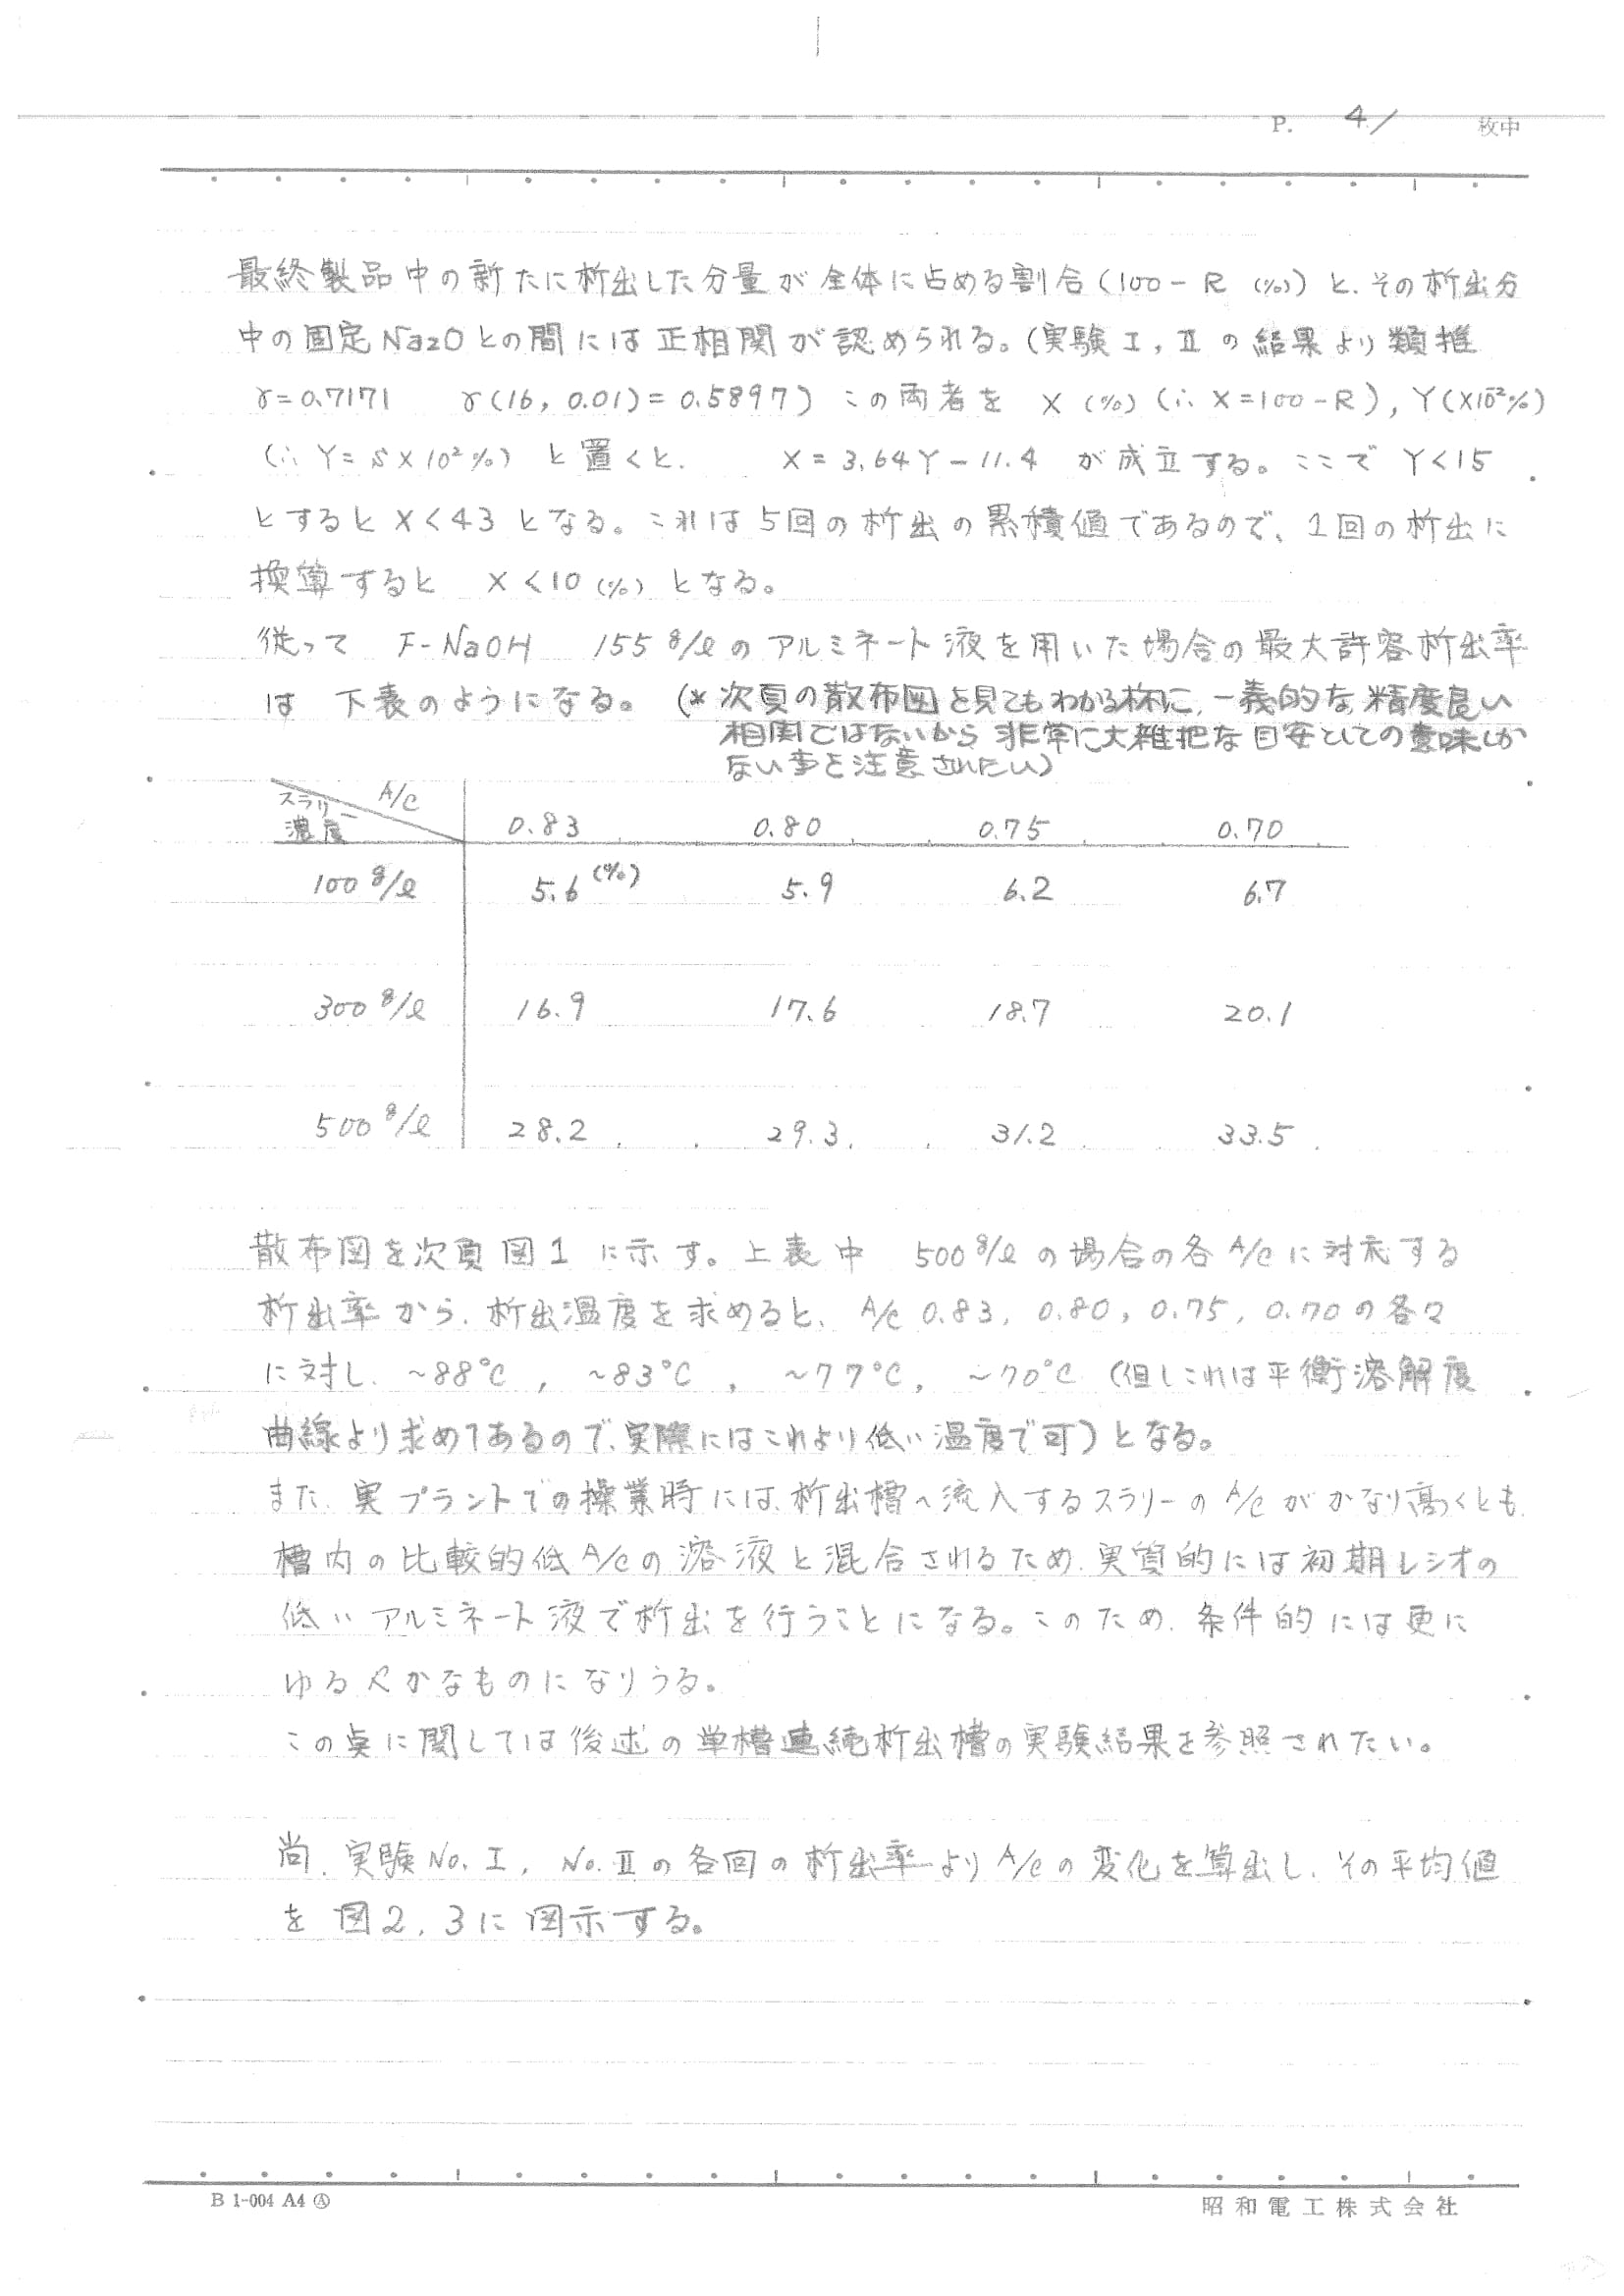 P. 4/ 枚中
最終製品中の新たに析出した分量が全体に占める割合(100-R (%))と、その析出分
中の固定Na2Oとの間には正相関が認められる。(実験I, IIの結果より類推
γ=0.7171 γ(16, 0.01)=0.5897) この両者を X (%) (∴ X=100-R), Y(×10⁻²%)
(∴ Y=S×10²%) と置くと、 X=3.64Y-11.4 が成立する。ここで Y<15
とするとX<43 となる。これは5回の析出の累積値であるので、1回の析出に
換算すると X<10 (%) となる。
従って F-NaOH 155 g/lのアルミネート液を用いた場合の最大許容析出率
は 下表のようになる。(* 次頁の散布図を見てもわかる様に、一義的な、精度良い
相関ではないから 非常に大雑把な目安としての意味しか
ない事を注意されたい)
スラリー濃度 A/C 0.83 0.80 0.75 0.70
100 g/l 5.6 (%) 5.9 6.2 6.7
300 g/l 16.9 17.6 18.7 20.1
500 g/l 28.2 29.3 31.2 33.5
散布図を次頁図1 に示す。上表中 500 g/lの場合の各A/Cに対応する
析出率から、析出温度を求めると、A/C 0.83, 0.80, 0.75, 0.70の各々
に対し、~88℃, ~83℃, ~77℃, ~70℃ (但しこれは平衡溶解度
曲線より求めてあるので、実際にはこれより低い温度で可)となる。
また、実プラントでの操業時には、析出槽へ流入するスラリーのA/Cがかなり高くとも、
槽内の比較的低A/Cの溶液と混合されるため、実質的には初期レシオの
低いアルミネート液で析出を行うことになる。このため、条件的には更に
ゆるやかなものになりうる。
この点に関しては後述の単槽連続析出槽の実験結果を参照されたい。
尚、実験No. I, No. IIの各回の析出率よりA/Cの変化を算出し、その平均値
を 図2, 3に図示する。
B 1-004 A4 Ⓐ
昭和電工株式会社